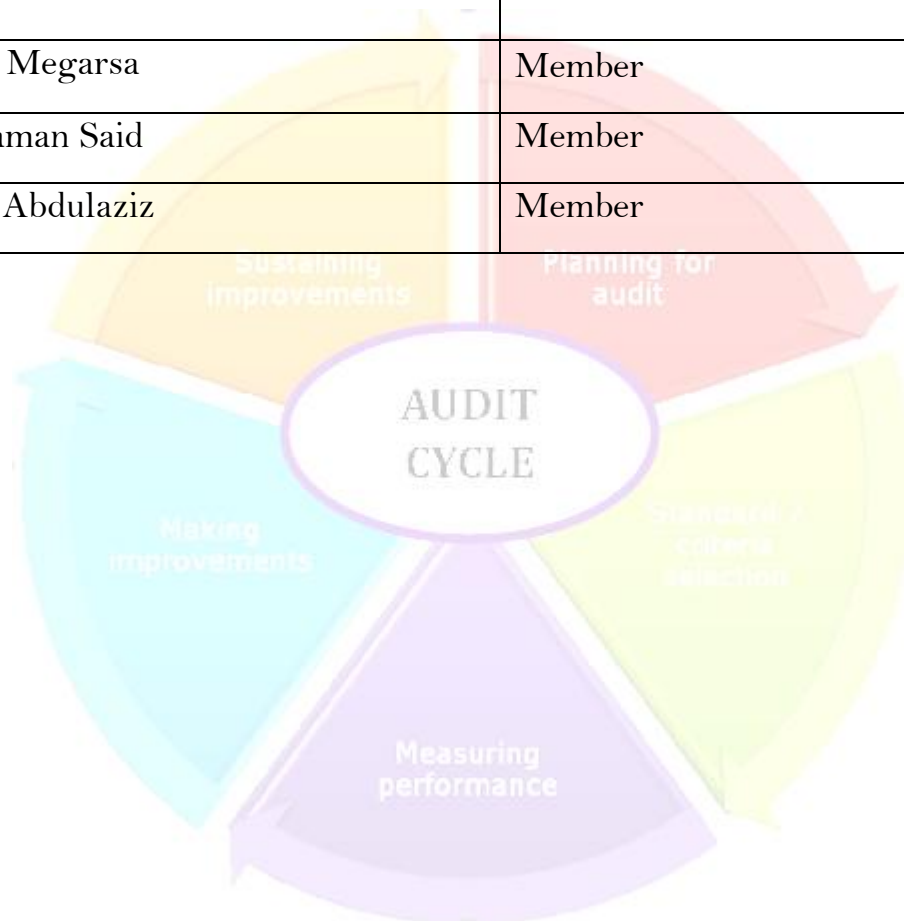 Megarsa Member
man Said Member
Abdulaziz Member
Sustaining
improvements
Planning for
audit
AUDIT
CYCLE
Making
improvements
Standard /
criteria
selection
Measuring
performance